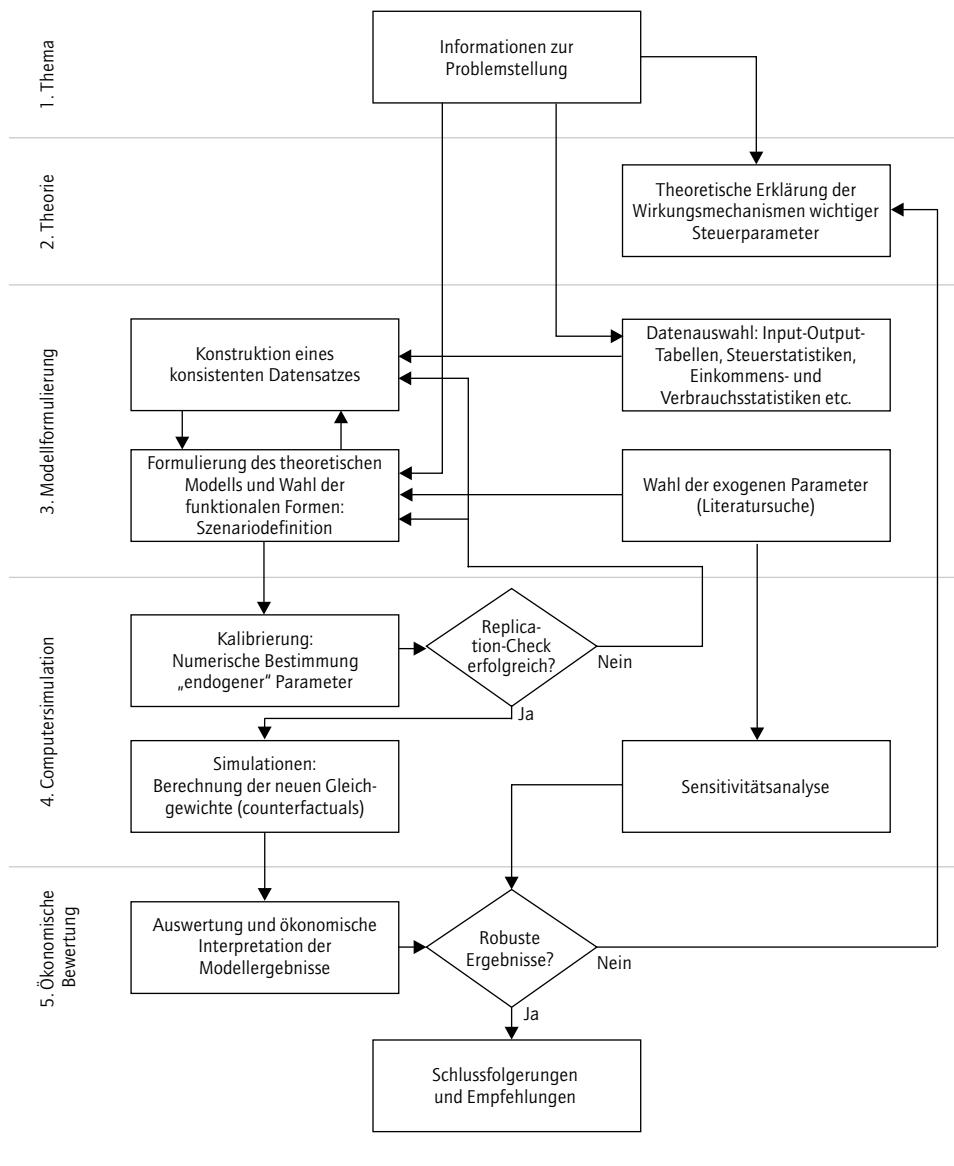 1. Thema
Informationen zur
Problemstellung
2. Theorie
Theoretische Erklärung der
Wirkungsmechanismen wichtiger
Steuerparameter
3. Modellformulierung
Konstruktion eines
konsistenten Datensatzes
Datenauswahl: Input-Output-
Tabellen, Steuerstatistiken,
Einkommens- und
Verbrauchsstatistiken etc.
Formulierung des theoretischen
Modells und Wahl der
funktionalen Formen:
Szenariodefinition
Wahl der exogenen Parameter
(Literatursuche)
4. Computersimulation
Kalibrierung:
Numerische Bestimmung
„endogener“ Parameter
Replica-
tion-Check
erfolgreich?
Nein
Ja
Simulationen:
Berechnung der neuen Gleich-
gewichte (counterfactuals)
Sensitivitätsanalyse
5. Ökonomische
Bewertung
Auswertung und ökonomische
Interpretation der
Modellergebnisse
Robuste
Ergebnisse?
Nein
Ja
Schlussfolgerungen
und Empfehlungen